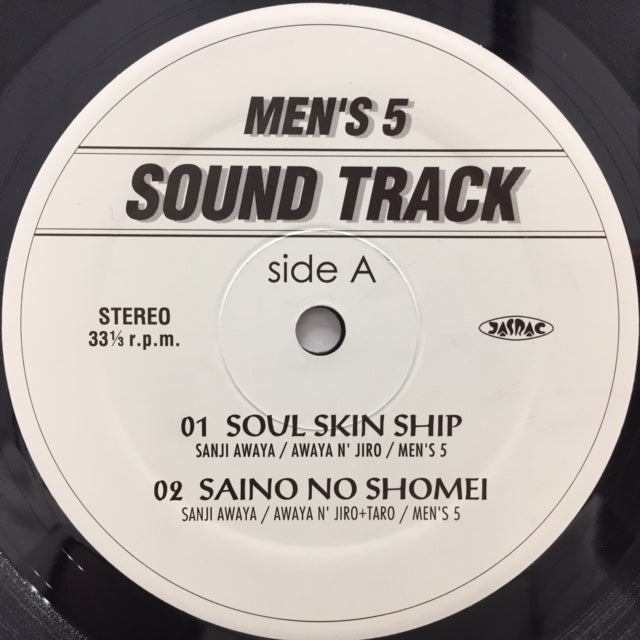 MEN'S 5
SOUND TRACK
side A
STEREO
33⅓ r.p.m.
JASRAC
01 SOUL SKIN SHIP
SANJI AWAYA / AWAYA N' JIRO / MEN'S 5
02 SAINO NO SHOMEI
SANJI AWAYA / AWAYA N' JIRO+TARO / MEN'S 5